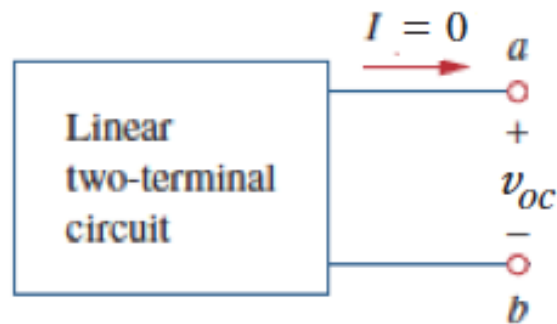 I = 0
a
Linear
two-terminal
circuit
+
v_oc
−
b